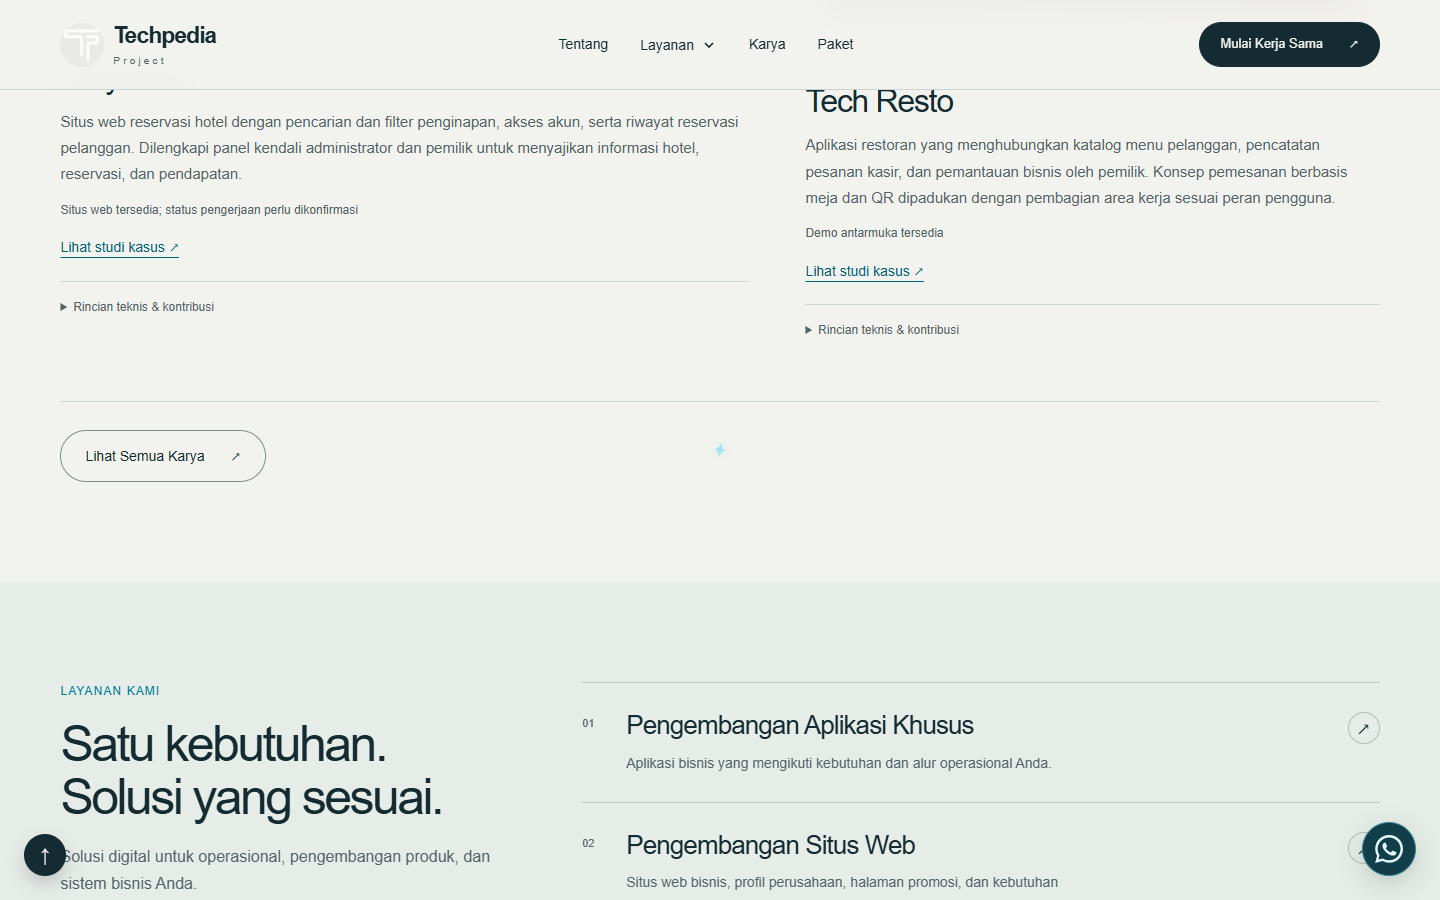 Techpedia
Project
Tentang
Layanan
Karya
Paket
Mulai Kerja Sama ↗
Situs web reservasi hotel dengan pencarian dan filter penginapan, akses akun, serta riwayat reservasi
pelanggan. Dilengkapi panel kendali administrator dan pemilik untuk menyajikan informasi hotel,
reservasi, dan pendapatan.
Situs web tersedia; status pengerjaan perlu dikonfirmasi
Lihat studi kasus ↗
▶ Rincian teknis & kontribusi
Tech Resto
Aplikasi restoran yang menghubungkan katalog menu pelanggan, pencatatan
pesanan kasir, dan pemantauan bisnis oleh pemilik. Konsep pemesanan berbasis
meja dan QR dipadukan dengan pembagian area kerja sesuai peran pengguna.
Demo antarmuka tersedia
Lihat studi kasus ↗
▶ Rincian teknis & kontribusi
Lihat Semua Karya ↗
LAYANAN KAMI
Satu kebutuhan.
Solusi yang sesuai.
Solusi digital untuk operasional, pengembangan produk, dan
sistem bisnis Anda.
01
Pengembangan Aplikasi Khusus
Aplikasi bisnis yang mengikuti kebutuhan dan alur operasional Anda.
02
Pengembangan Situs Web
Situs web bisnis, profil perusahaan, halaman promosi, dan kebutuhan